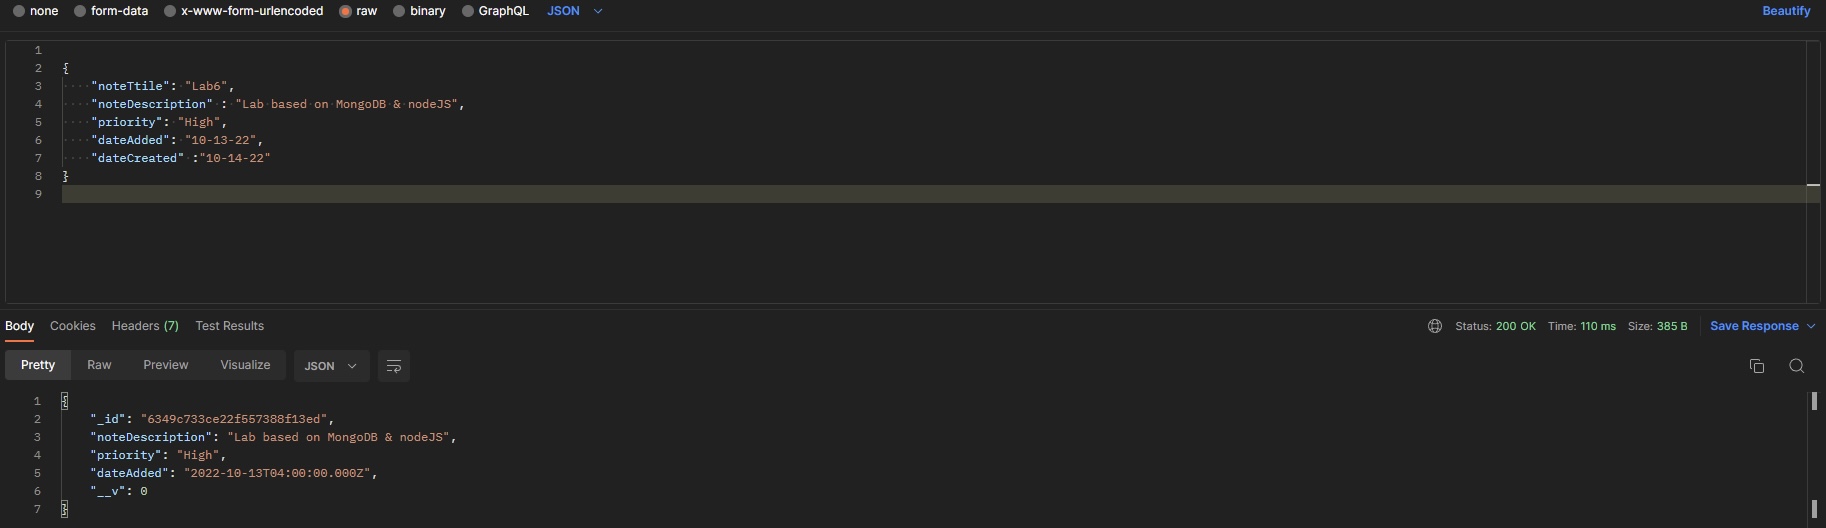 none form-data x-www-form-urlencoded raw binary GraphQL JSON Beautify
1
2 {
3 "noteTtile": "Lab6",
4 "noteDescription" : "Lab based on MongoDB & nodeJS",
5 "priority": "High",
6 "dateAdded": "10-13-22",
7 "dateCreated" :"10-14-22"
8 }
9
Body Cookies Headers (7) Test Results Status: 200 OK Time: 110 ms Size: 385 B Save Response
Pretty Raw Preview Visualize JSON
1 {
2 "_id": "6349c733ce22f557388f13ed",
3 "noteDescription": "Lab based on MongoDB & nodeJS",
4 "priority": "High",
5 "dateAdded": "2022-10-13T04:00:00.000Z",
6 "__v": 0
7 }